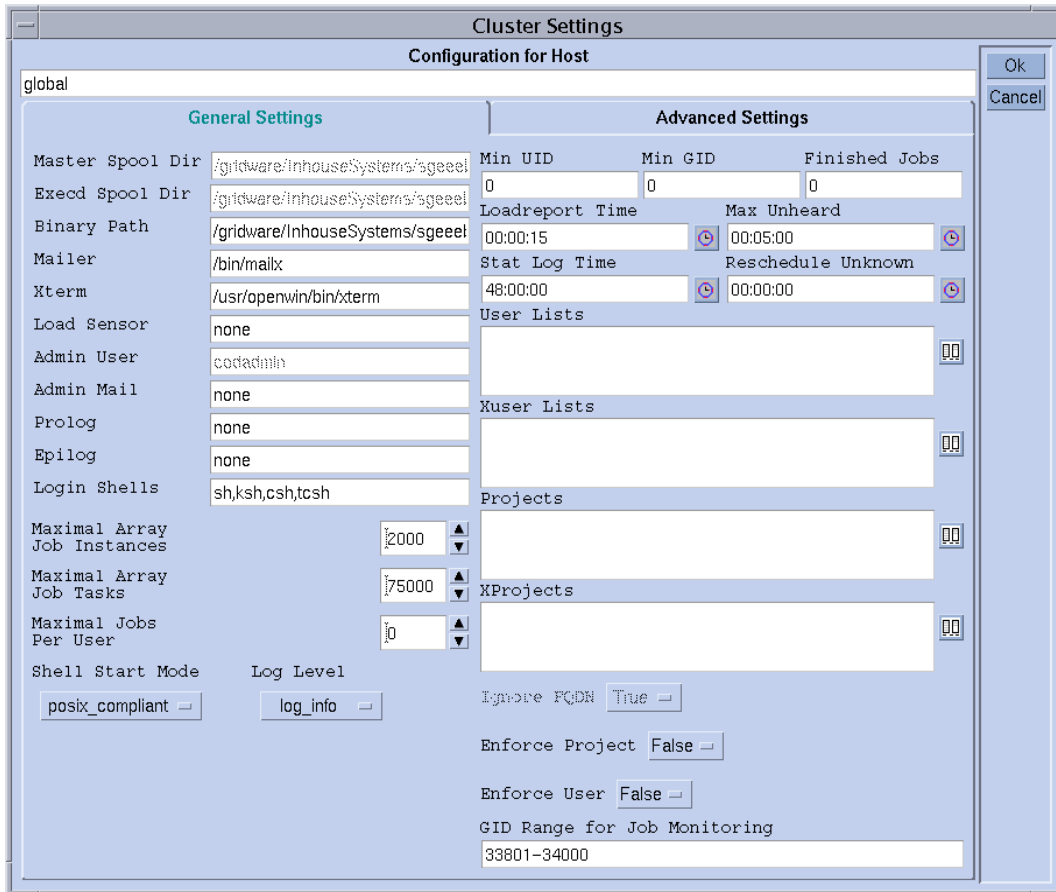 Cluster Settings
Configuration for Host
global
Ok
Cancel
General Settings
Advanced Settings
Master Spool Dir /gridware/InhouseSystems/sgeeel
Execd Spool Dir /gridware/InhouseSystems/sgeeel
Binary Path /gridware/InhouseSystems/sgeeel
Mailer /bin/mailx
Xterm /usr/openwin/bin/xterm
Load Sensor none
Admin User codadmin
Admin Mail none
Prolog none
Epilog none
Login Shells sh,ksh,csh,tcsh
Maximal Array
Job Instances 2000
Maximal Array
Job Tasks 75000
Maximal Jobs
Per User 0
Shell Start Mode Log Level
posix_compliant log_info
Min UID Min GID Finished Jobs
0 0 0
Loadreport Time Max Unheard
00:00:15 00:05:00
Stat Log Time Reschedule Unknown
48:00:00 00:00:00
User Lists
Xuser Lists
Projects
XProjects
Ignore FQDN True
Enforce Project False
Enforce User False
GID Range for Job Monitoring
33801-34000